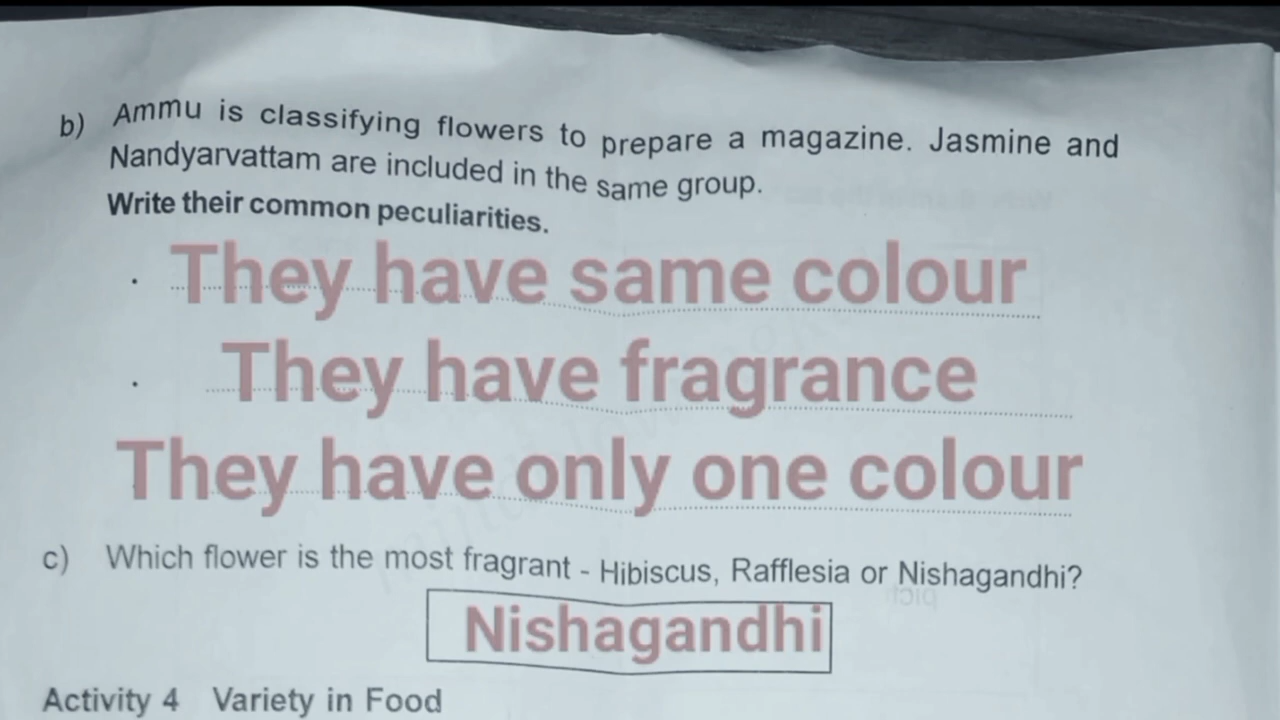 b) Ammu is classifying flowers to prepare a magazine. Jasmine and
Nandyarvattam are included in the same group.
Write their common peculiarities.
They have same colour
They have fragrance
They have only one colour
c) Which flower is the most fragrant - Hibiscus, Rafflesia or Nishagandhi?
Nishagandhi
Activity 4 Variety in Food